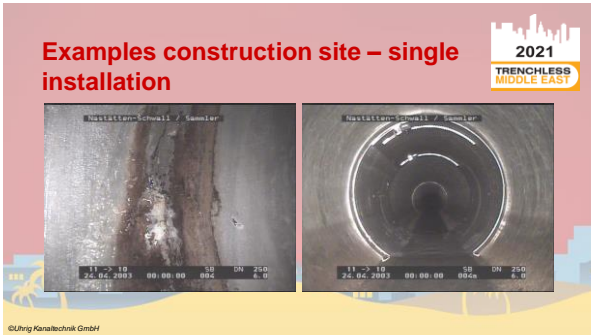 Examples construction site – single
installation
2021
TRENCHLESS
MIDDLE EAST
Nastätten-Schwall / Sammler
11 -> 10 SB DN 250
24.04.2003 00:00:00 004 6.0
Nastätten-Schwall / Sammler
11 -> 10 SB DN 250
24.04.2003 00:00:00 004a 6.0
©Uhrig Kanaltechnik GmbH